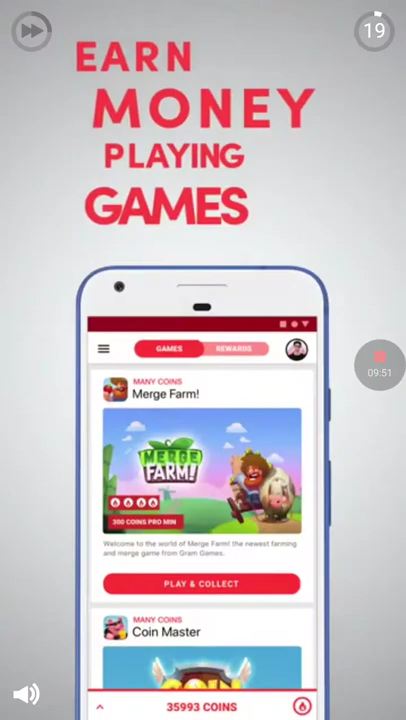 19
EARN
MONEY
PLAYING
GAMES
09:51
GAMES REWARDS
MANY COINS
Merge Farm!
MERGE
FARM!
300 COINS PRO MIN
Welcome to the world of Merge Farm! the newest farming
and merge game from Gram Games.
PLAY & COLLECT
MANY COINS
Coin Master
COIN
35993 COINS